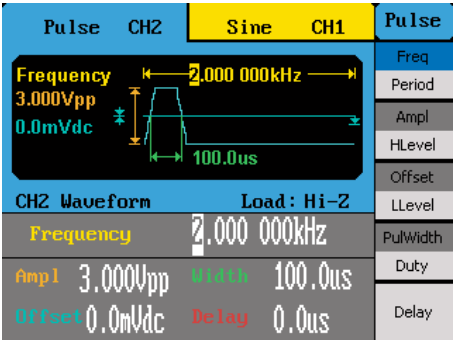 Pulse CH2
Sine CH1
Pulse
Frequency
2.000 000kHz
3.000Vpp
0.0mVdc
100.0us
CH2 Waveform
Load: Hi-Z
Frequency 2.000 000kHz
Ampl 3.000Vpp
Width 100.0us
Offset 0.0mVdc
Delay 0.0us
Freq
Period
Ampl
HLevel
Offset
LLevel
PulWidth
Duty
Delay